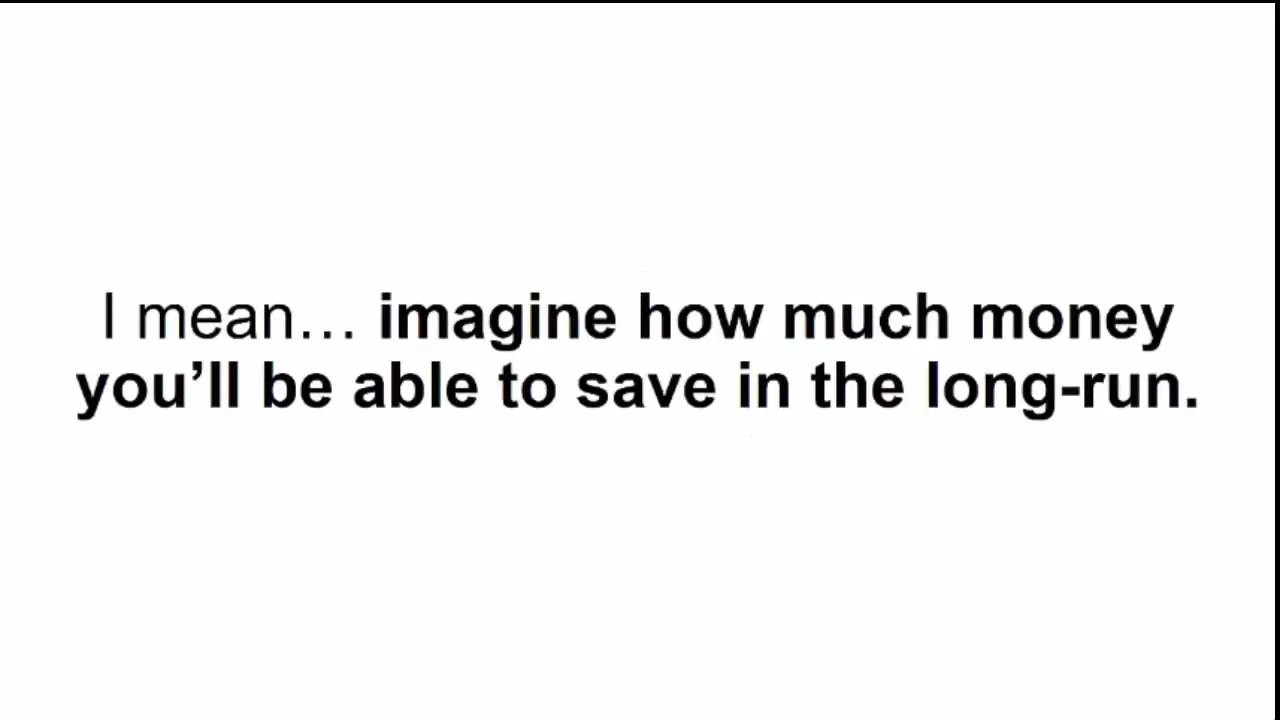 I mean… imagine how much money
you’ll be able to save in the long-run.